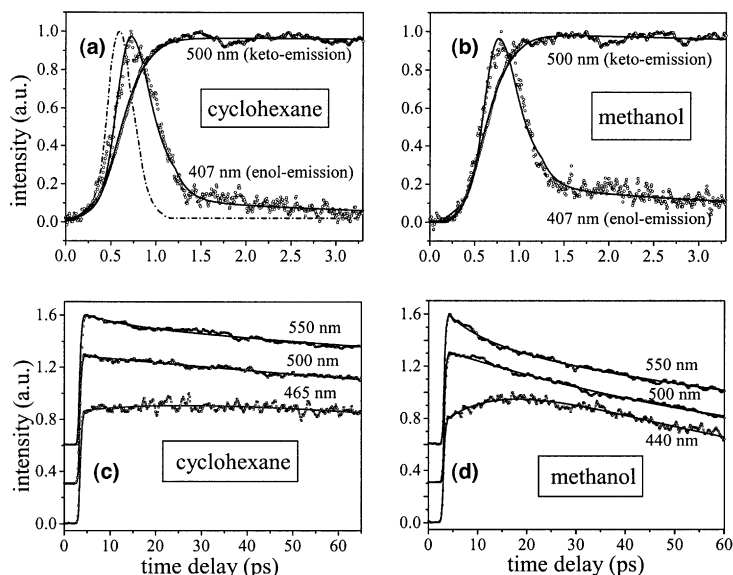 (a)
500 nm (keto-emission)
cyclohexane
407 nm (enol-emission)
intensity (a.u.)
1.0
0.8
0.6
0.4
0.2
0.0
0.0 0.5 1.0 1.5 2.0 2.5 3.0
(b)
500 nm (keto-emission)
methanol
407 nm (enol-emission)
1.0
0.8
0.6
0.4
0.2
0.0
0.0 0.5 1.0 1.5 2.0 2.5 3.0
intensity (a.u.)
1.6
1.2
0.8
0.4
0.0
550 nm
500 nm
465 nm
(c)
cyclohexane
0 10 20 30 40 50 60
time delay (ps)
1.6
1.2
0.8
0.4
0.0
550 nm
500 nm
440 nm
(d)
methanol
0 10 20 30 40 50 60
time delay (ps)